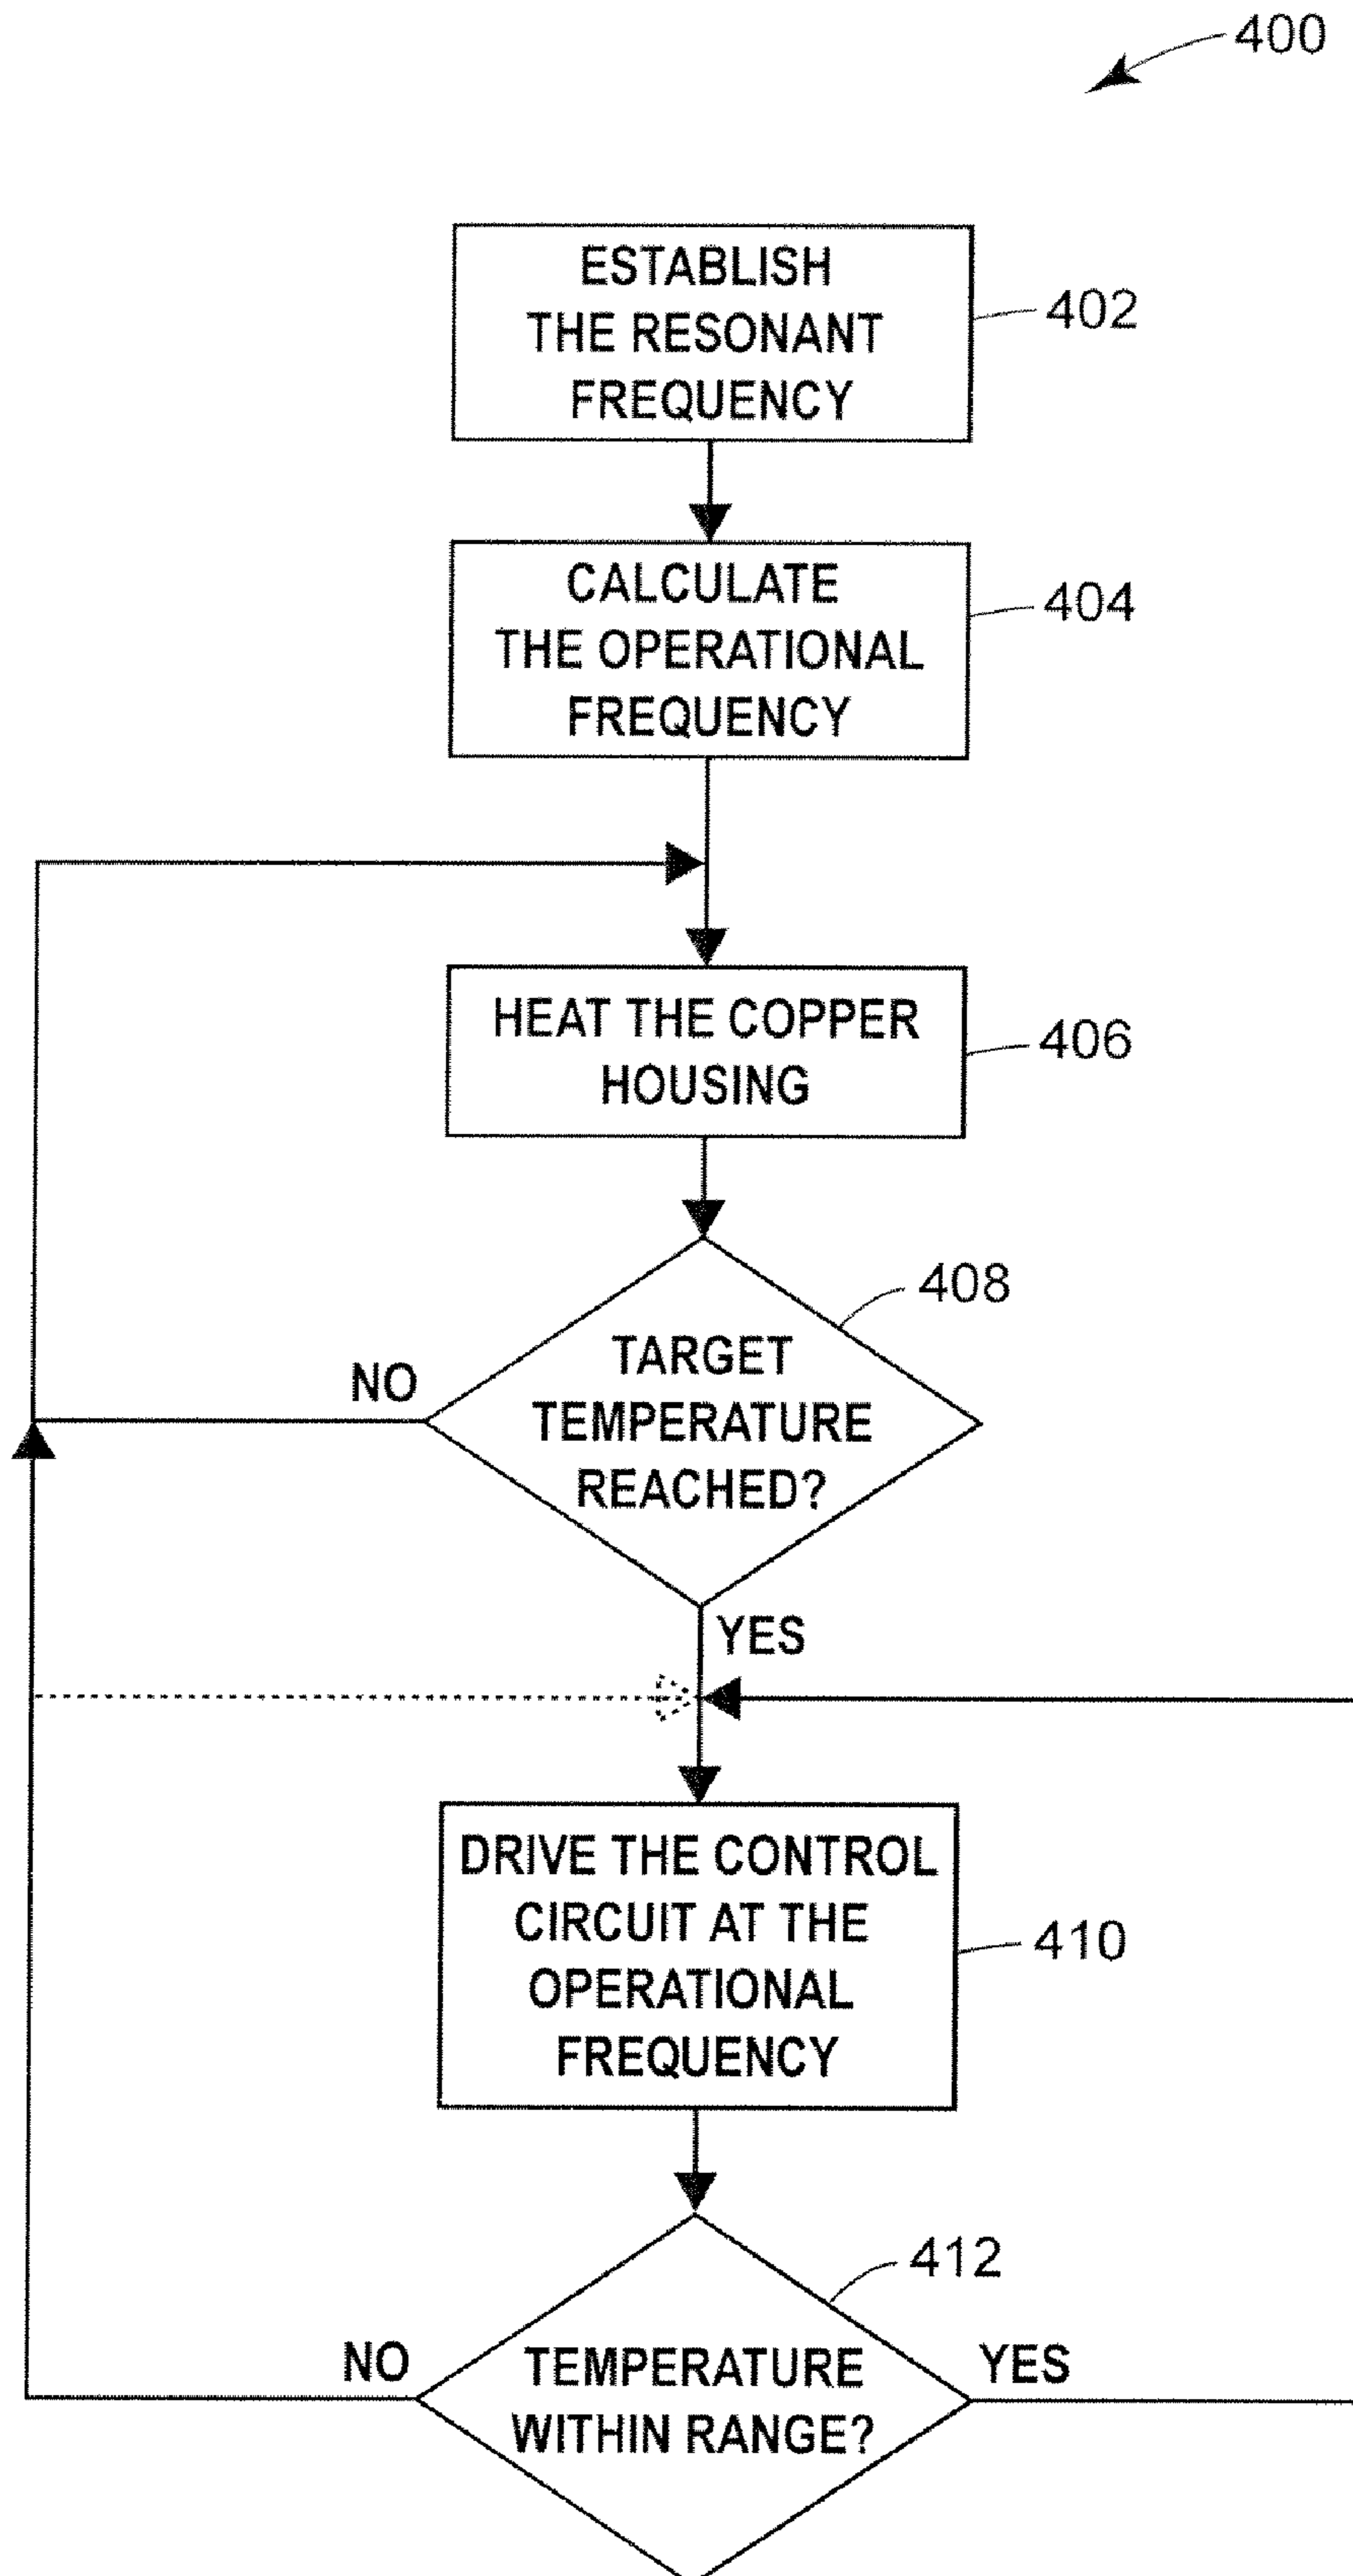 400
ESTABLISH
THE RESONANT
FREQUENCY
402
CALCULATE
THE OPERATIONAL
FREQUENCY
404
HEAT THE COPPER
HOUSING
406
408
TARGET
TEMPERATURE
REACHED?
NO
YES
DRIVE THE CONTROL
CIRCUIT AT THE
OPERATIONAL
FREQUENCY
410
412
TEMPERATURE
WITHIN RANGE?
NO
YES